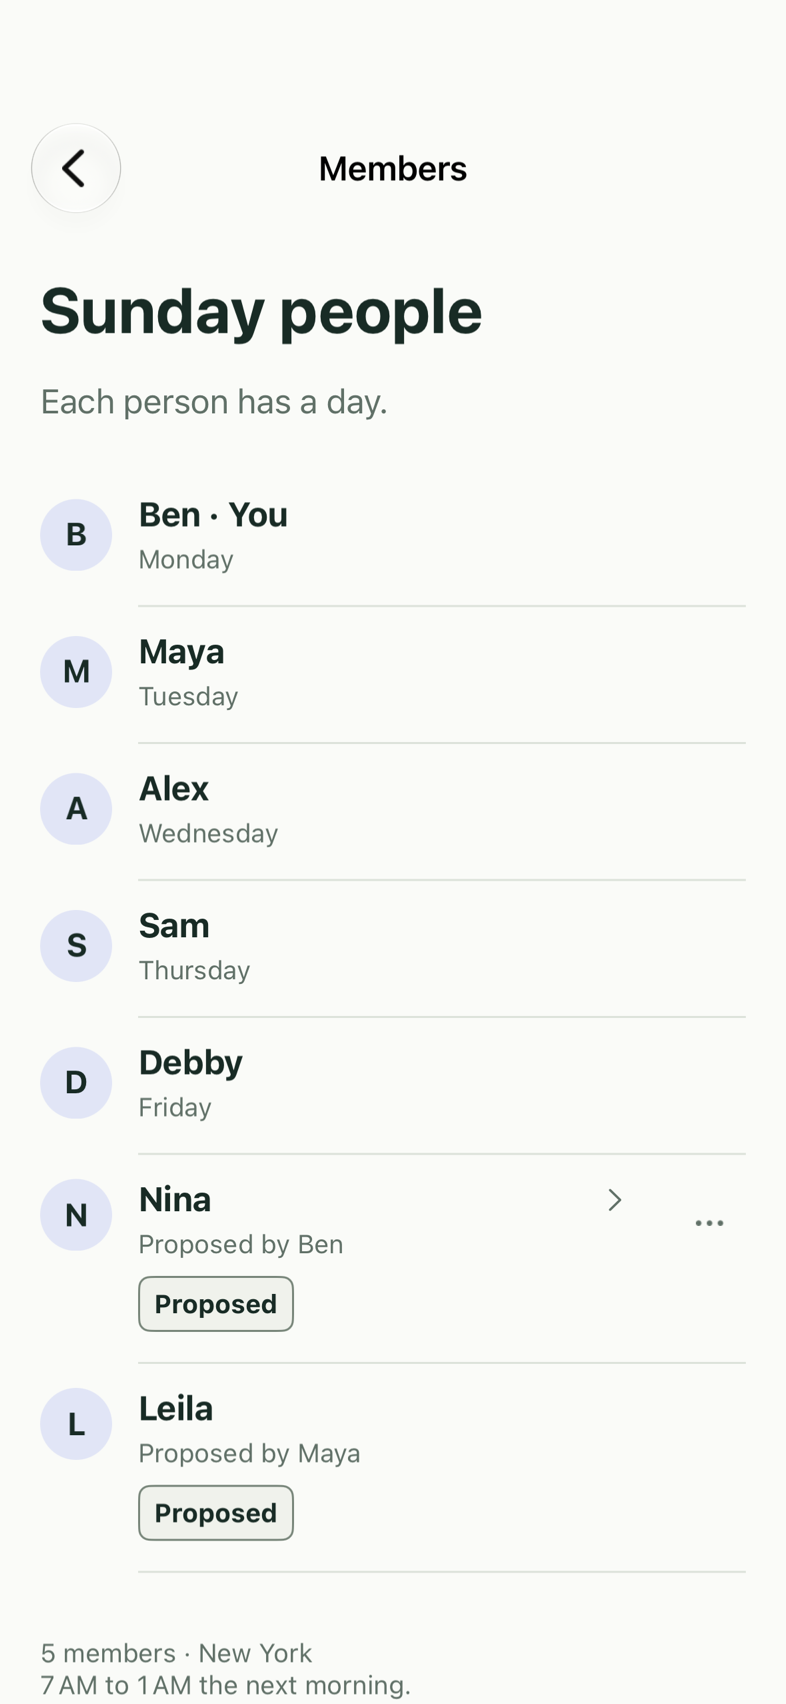 Members
Sunday people
Each person has a day.
B
Ben · You
Monday
M
Maya
Tuesday
A
Alex
Wednesday
S
Sam
Thursday
D
Debby
Friday
N
Nina
Proposed by Ben
Proposed
L
Leila
Proposed by Maya
Proposed
5 members · New York
7 AM to 1 AM the next morning.